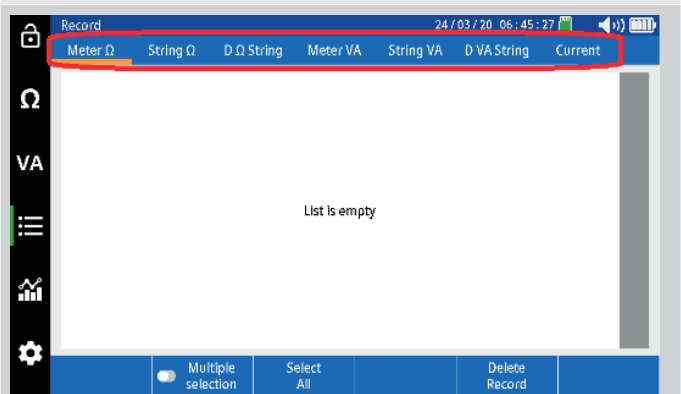 Record 24/03/20 06:45:27
Meter Ω String Ω D Ω String Meter VA String VA D VA String Current
Ω
VA
List is empty
Multiple selection
Select All
Delete Record